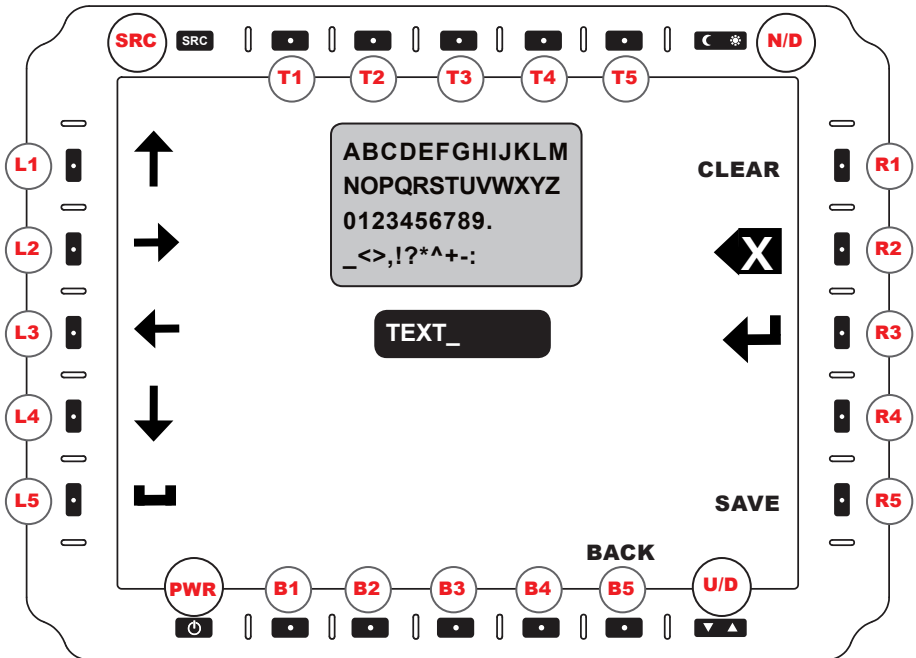 SRC SRC N/D
T1 T2 T3 T4 T5
ABCDEFGHIJKLM
NOPQRSTUVWXYZ
0123456789.
_<>,!?*^+-:
L1 CLEAR R1
L2 X R2
L3 TEXT_ R3
L4 R4
L5 SAVE R5
BACK
PWR B1 B2 B3 B4 B5 U/D